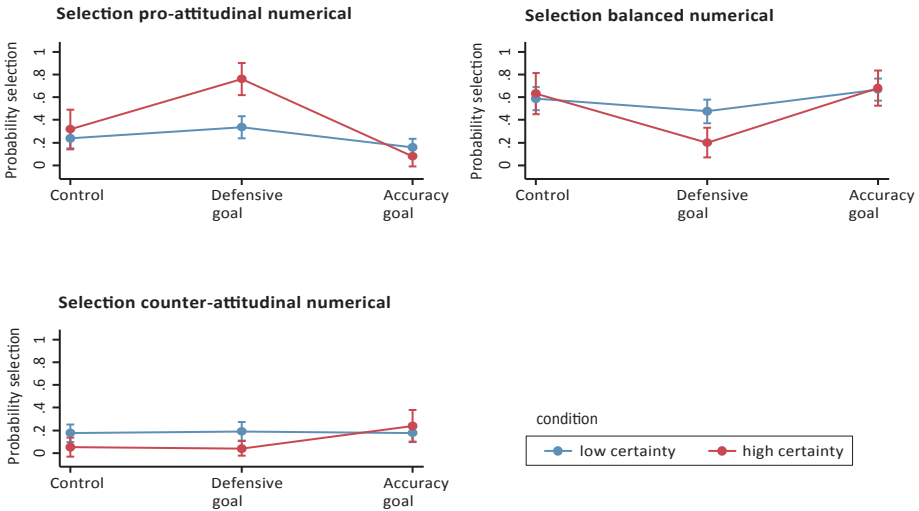 Selection pro-attitudinal numerical
Probability selection
0 .2 .4 .6 .8 1
Control
Defensive
goal
Accuracy
goal
Selection balanced numerical
Probability selection
0 .2 .4 .6 .8 1
Control
Defensive
goal
Accuracy
goal
Selection counter-attitudinal numerical
Probability selection
0 .2 .4 .6 .8 1
Control
Defensive
goal
Accuracy
goal
condition
low certainty
high certainty